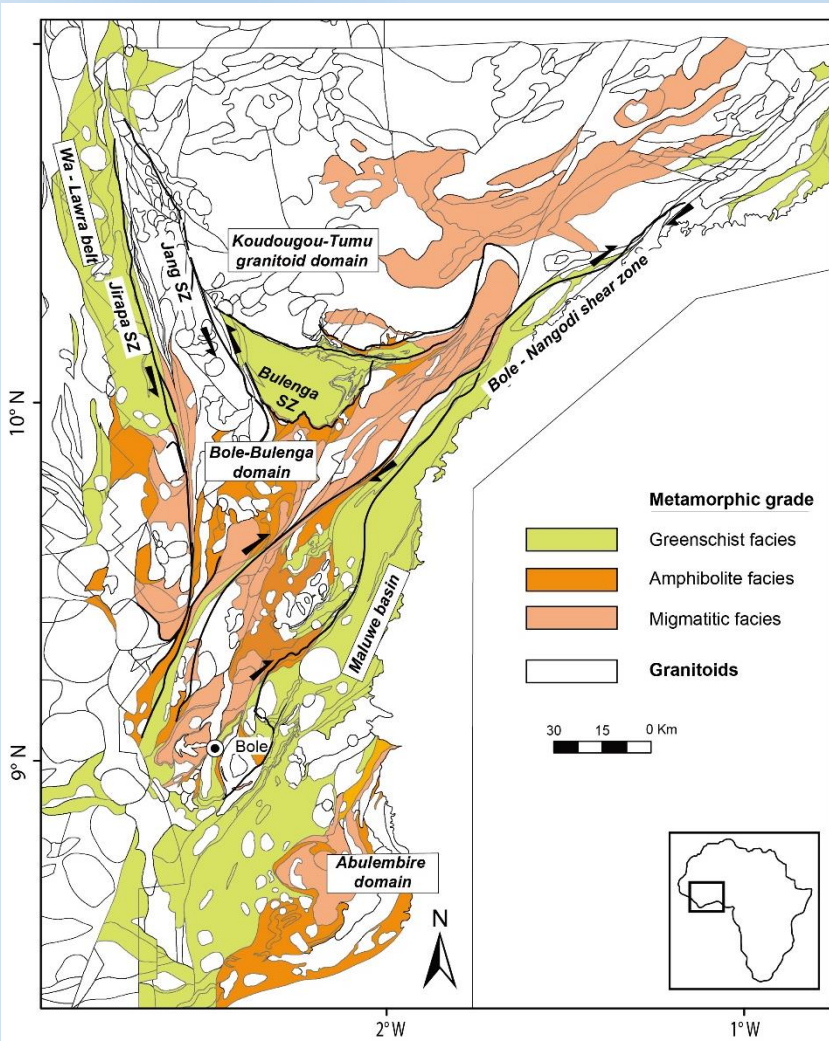 Wa - Lawra belt
Jirapa SZ
Jang SZ
Koudougou-Tumu
granitoid domain
Bulenga
SZ
Bole - Nangodi shear zone
10° N
Bole-Bulenga
domain
Metamorphic grade
Greenschist facies
Amphibolite facies
Migmatitic facies
Granitoids
Maluwe basin
30 15 0 Km
Bole
9° N
Abulembire
domain
N
2° W
1° W